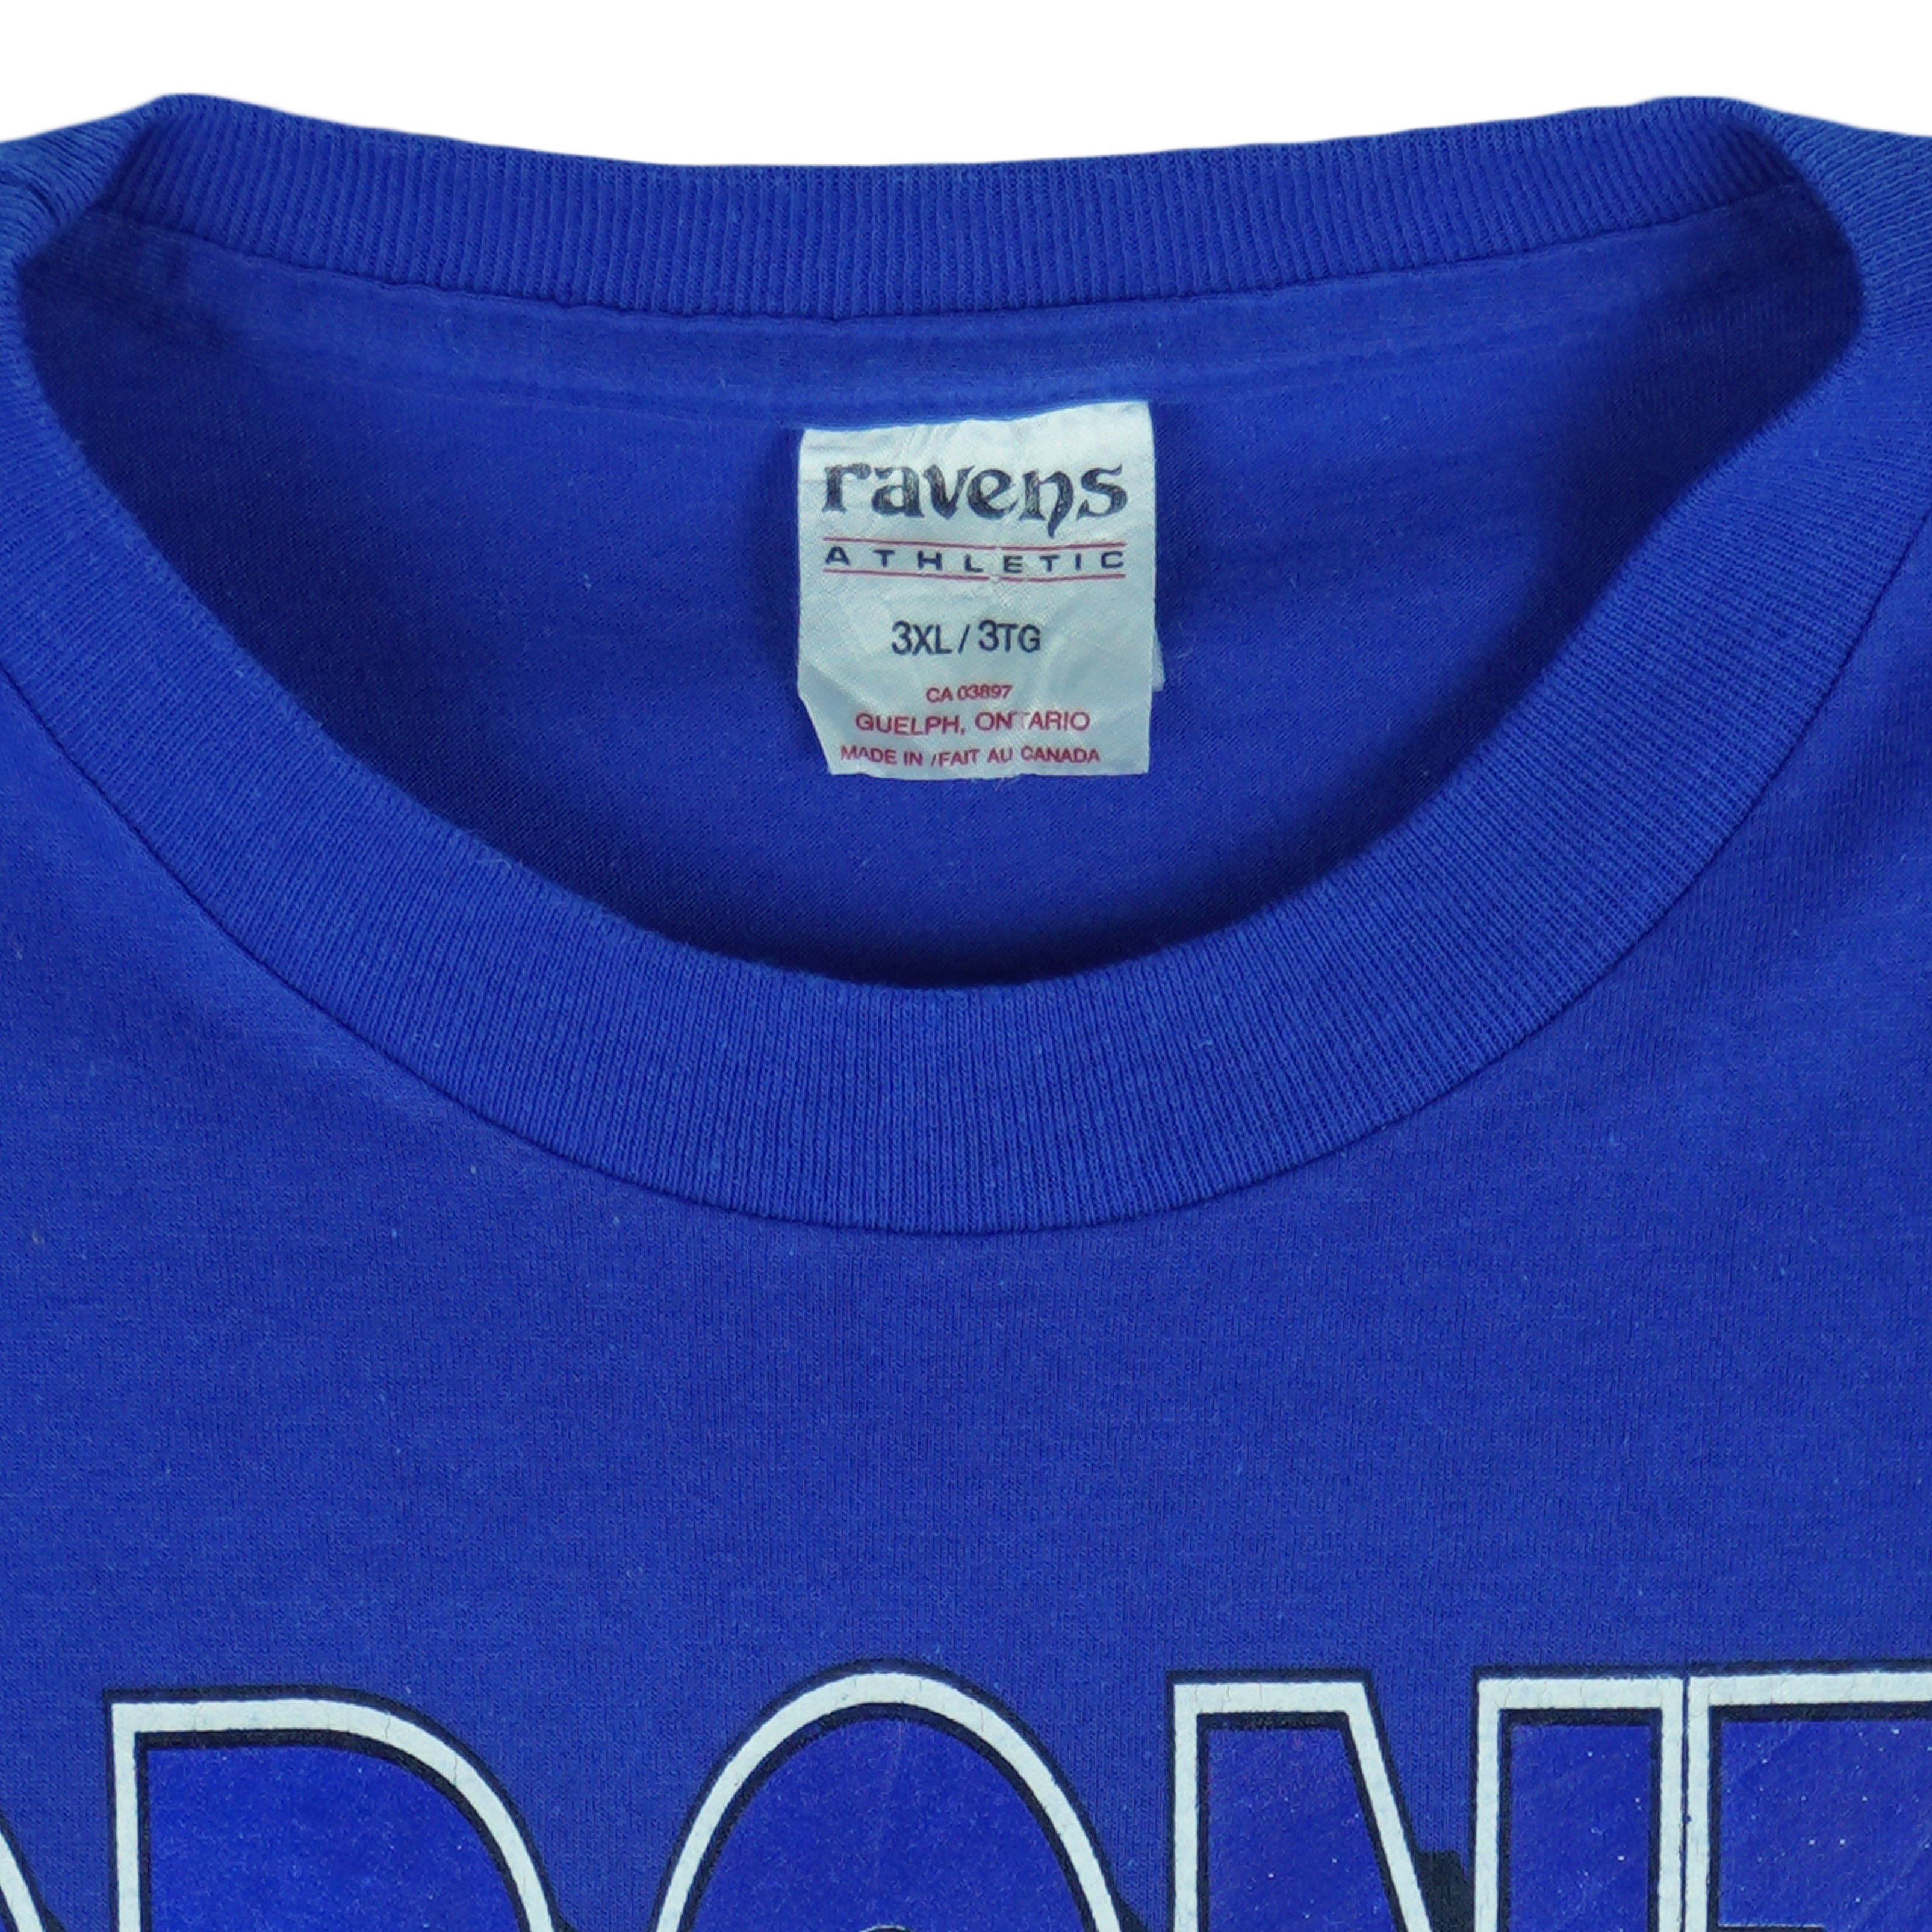 ravens
ATHLETIC
3XL / 3TG
CA 03897
GUELPH, ONTARIO
MADE IN /FAIT AU CANADA